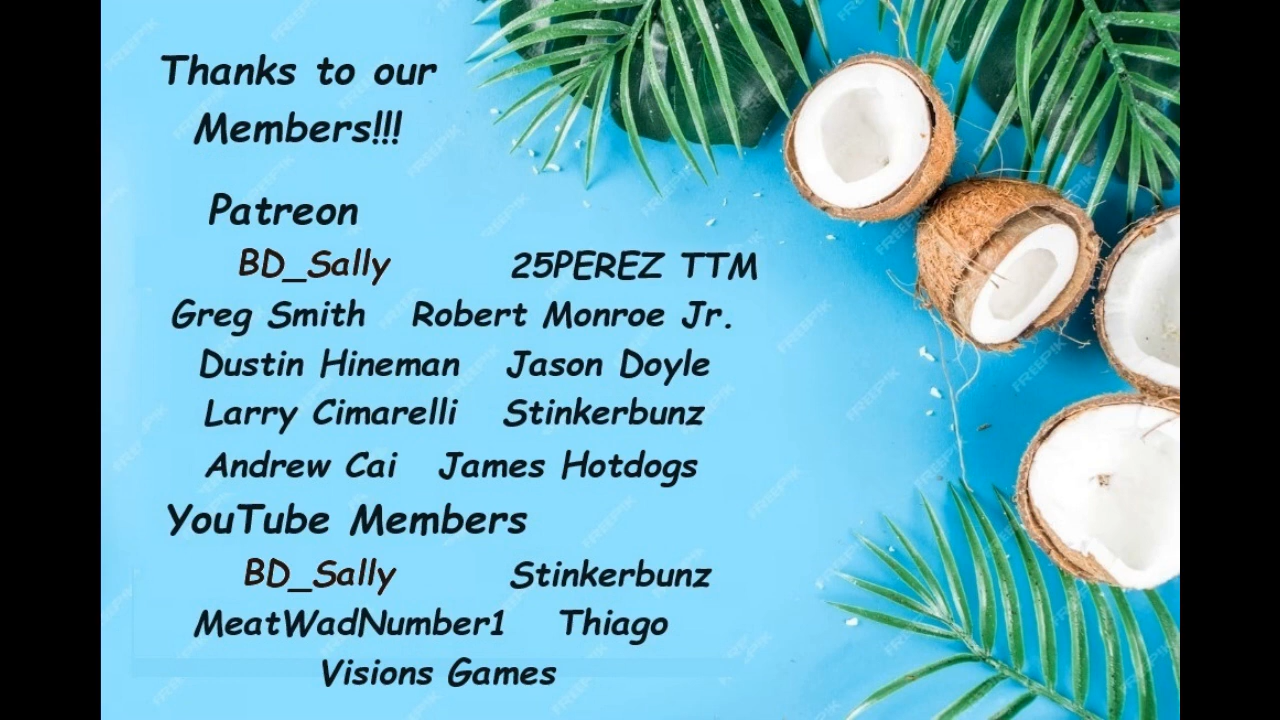 Thanks to our
Members!!!
Patreon
BD_Sally 25PEREZ TTM
Greg Smith Robert Monroe Jr.
Dustin Hineman Jason Doyle
Larry Cimarelli Stinkerbunz
Andrew Cai James Hotdogs
YouTube Members
BD_Sally Stinkerbunz
MeatWadNumber1 Thiago
Visions Games